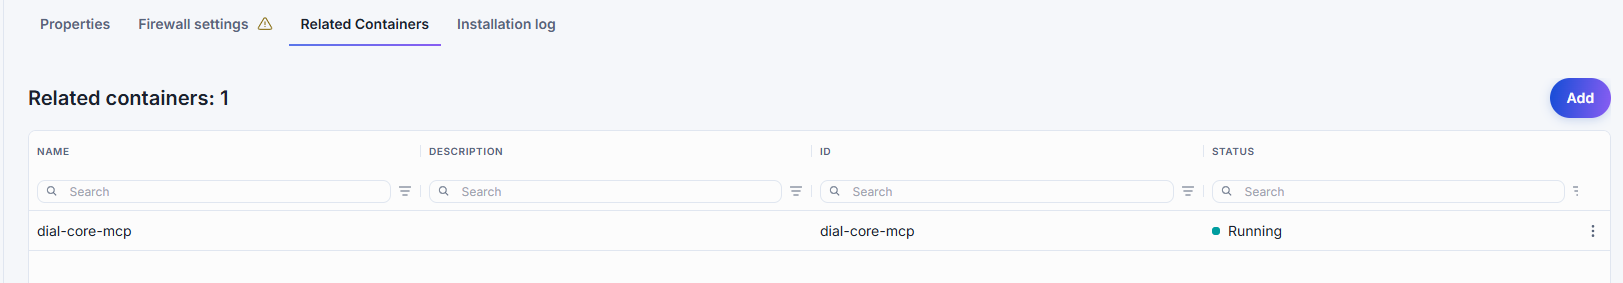 Properties Firewall settings Related Containers Installation log
Related containers: 1 Add
NAME DESCRIPTION ID STATUS
Search Search Search Search
dial-core-mcp dial-core-mcp Running